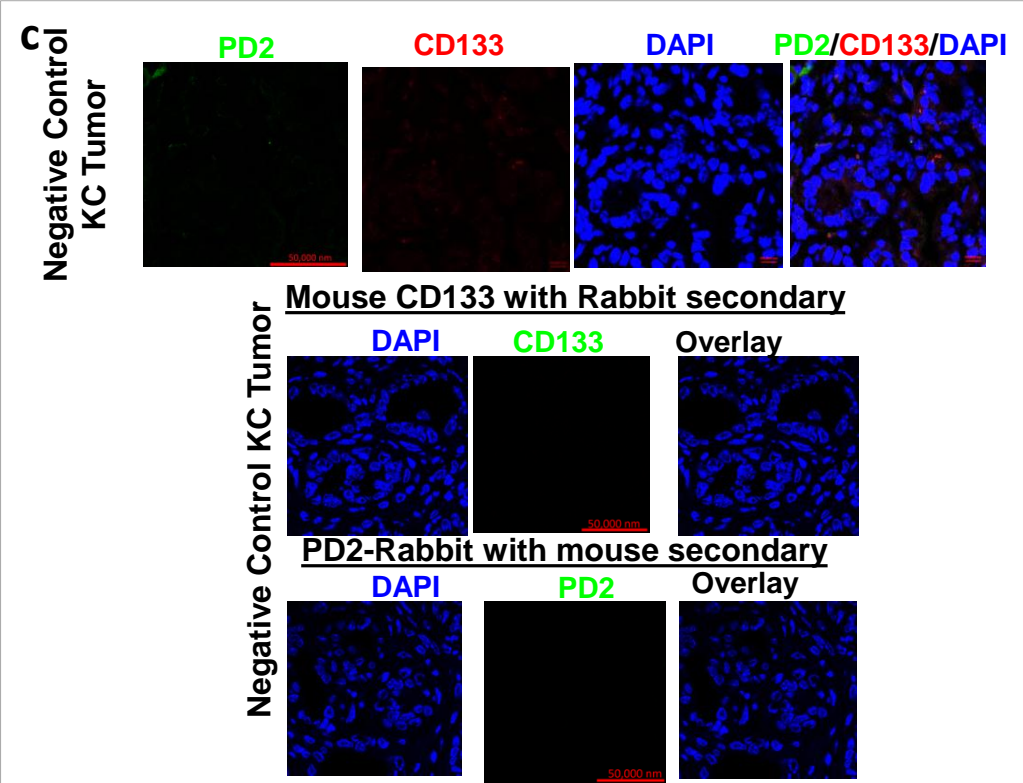 c
Negative Control
KC Tumor
PD2
CD133
DAPI
PD2/CD133/DAPI
50,000 nm
Mouse CD133 with Rabbit secondary
Negative Control KC Tumor
DAPI
CD133
Overlay
50,000 nm
PD2-Rabbit with mouse secondary
DAPI
PD2
Overlay
50,000 nm